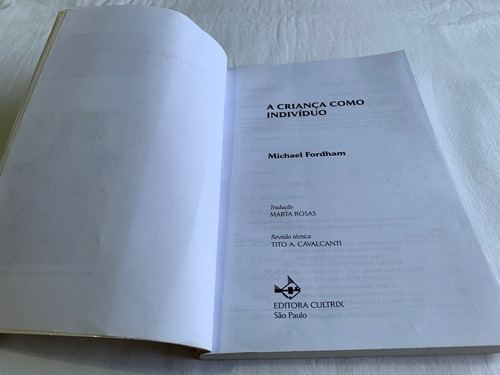 A CRIANÇA COMO
INDIVÍDUO
Michael Fordham
Tradução
MARTA ROSAS
Revisão técnica
TITO A. CAVALCANTI
EDITORA CULTRIX
São Paulo